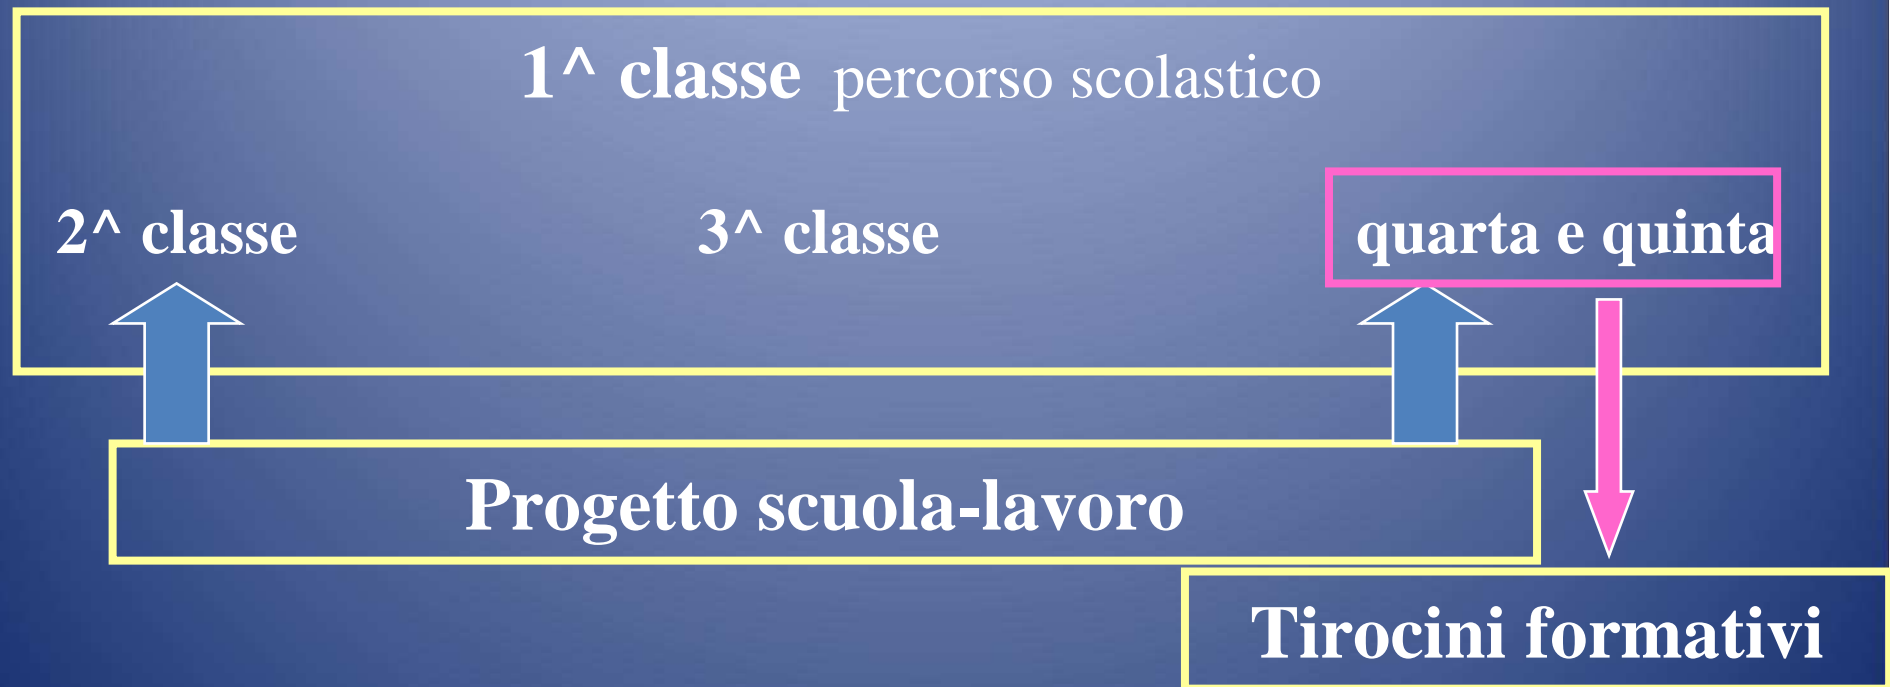 1^ classe percorso scolastico
2^ classe 3^ classe quarta e quinta
Progetto scuola-lavoro
Tirocini formativi